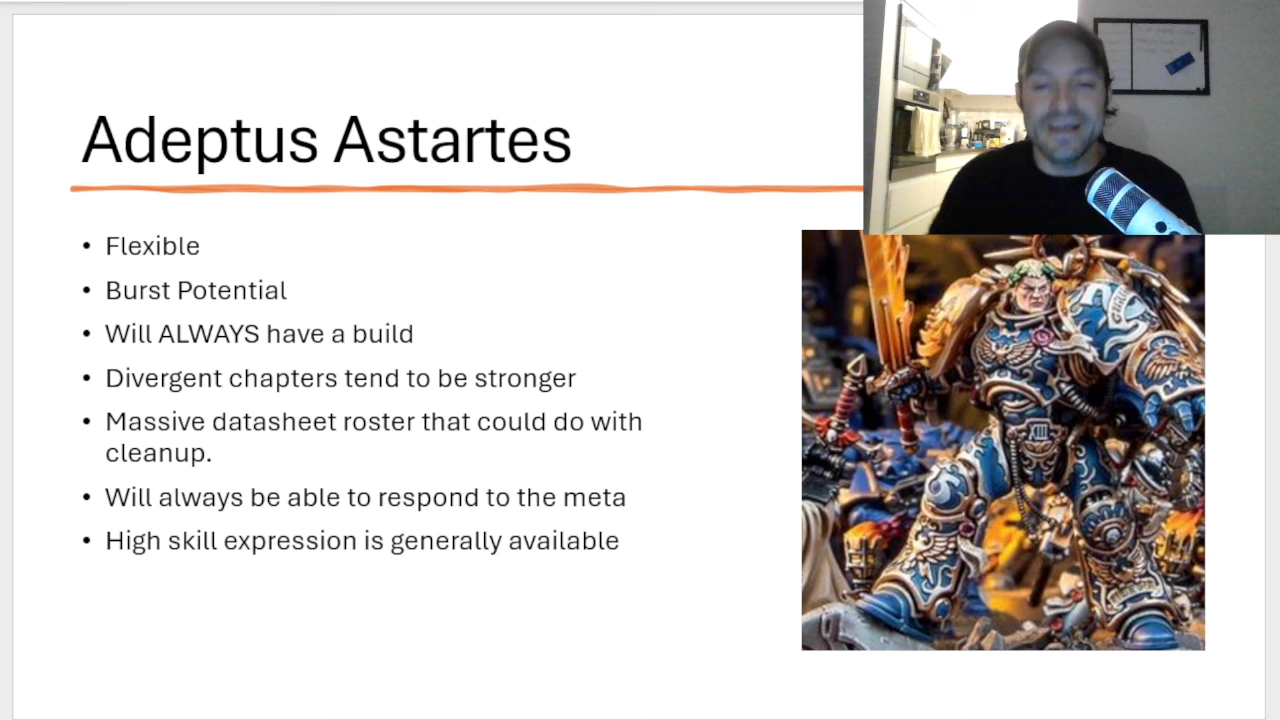 Adeptus Astartes
• Flexible
• Burst Potential
• Will ALWAYS have a build
• Divergent chapters tend to be stronger
• Massive datasheet roster that could do with
cleanup.
• Will always be able to respond to the meta
• High skill expression is generally available
XIII